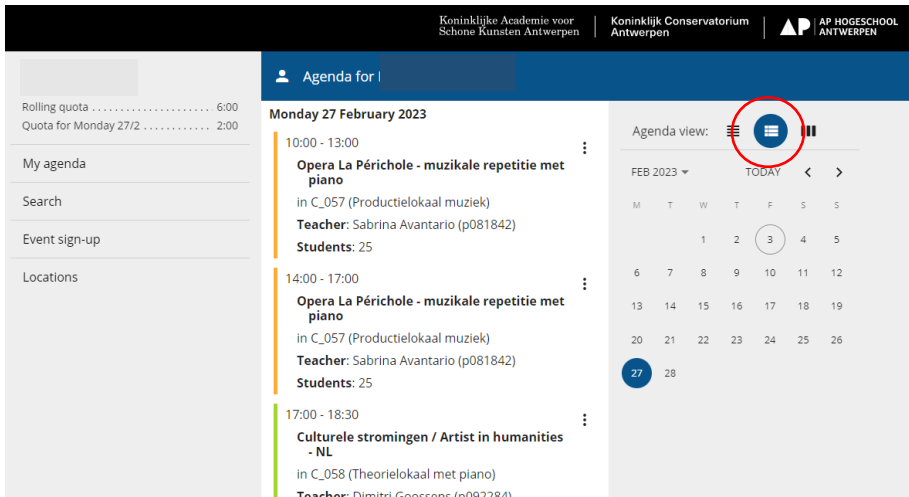 Koninklijke Academie voor
Schone Kunsten Antwerpen
Koninklijk Conservatorium
Antwerpen
AP
AP HOGESCHOOL
ANTWERPEN
Rolling quota ..................... 6:00
Quota for Monday 27/2 ............ 2:00
My agenda
Search
Event sign-up
Locations
Agenda for
Monday 27 February 2023
10:00 - 13:00
Opera La Périchole - muzikale repetitie met
piano
in C_057 (Productielokaal muziek)
Teacher: Sabrina Avantario (p081842)
Students: 25
14:00 - 17:00
Opera La Périchole - muzikale repetitie met
piano
in C_057 (Productielokaal muziek)
Teacher: Sabrina Avantario (p081842)
Students: 25
17:00 - 18:30
Culturele stromingen / Artist in humanities
- NL
in C_058 (Theorielokaal met piano)
Teacher: Dimitri Goossens (p092284)
Agenda view:
FEB 2023 TODAY
M T W T F S S
1 2 3 4 5
6 7 8 9 10 11 12
13 14 15 16 17 18 19
20 21 22 23 24 25 26
27 28